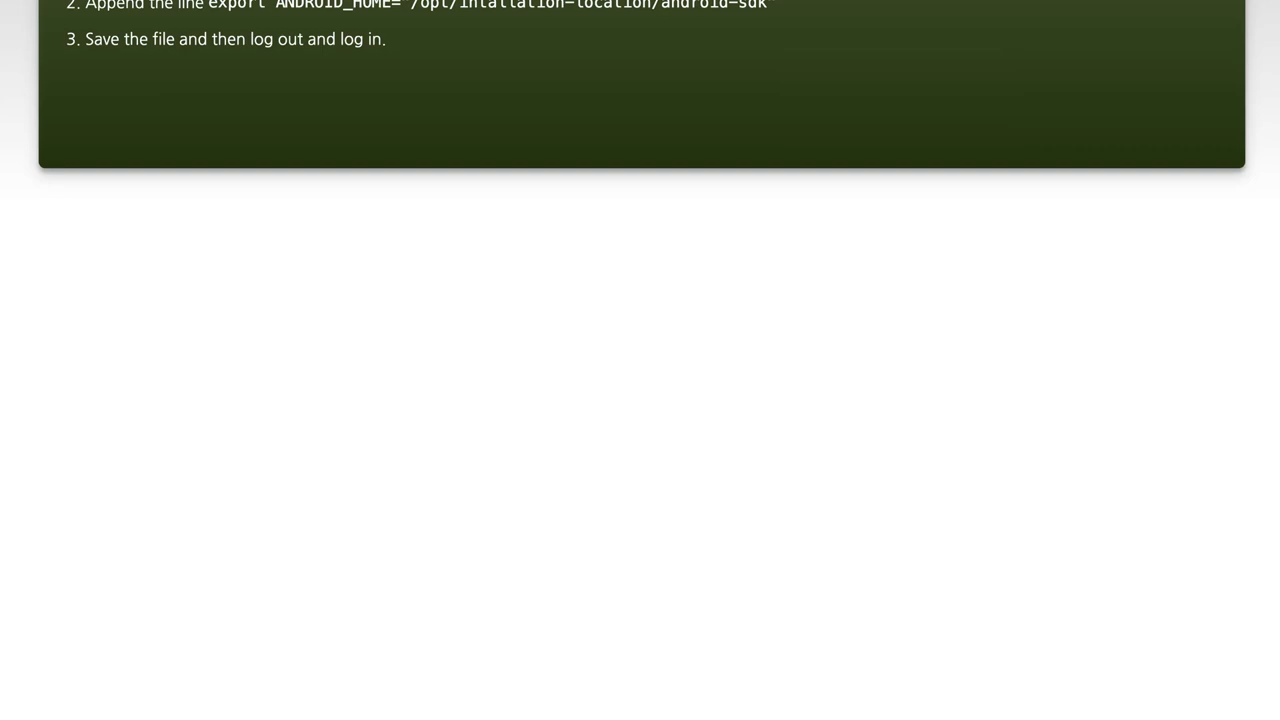 2. Append the line export ANDROID_HOME="/opt/intallation-location/android-sdk"
3. Save the file and then log out and log in.